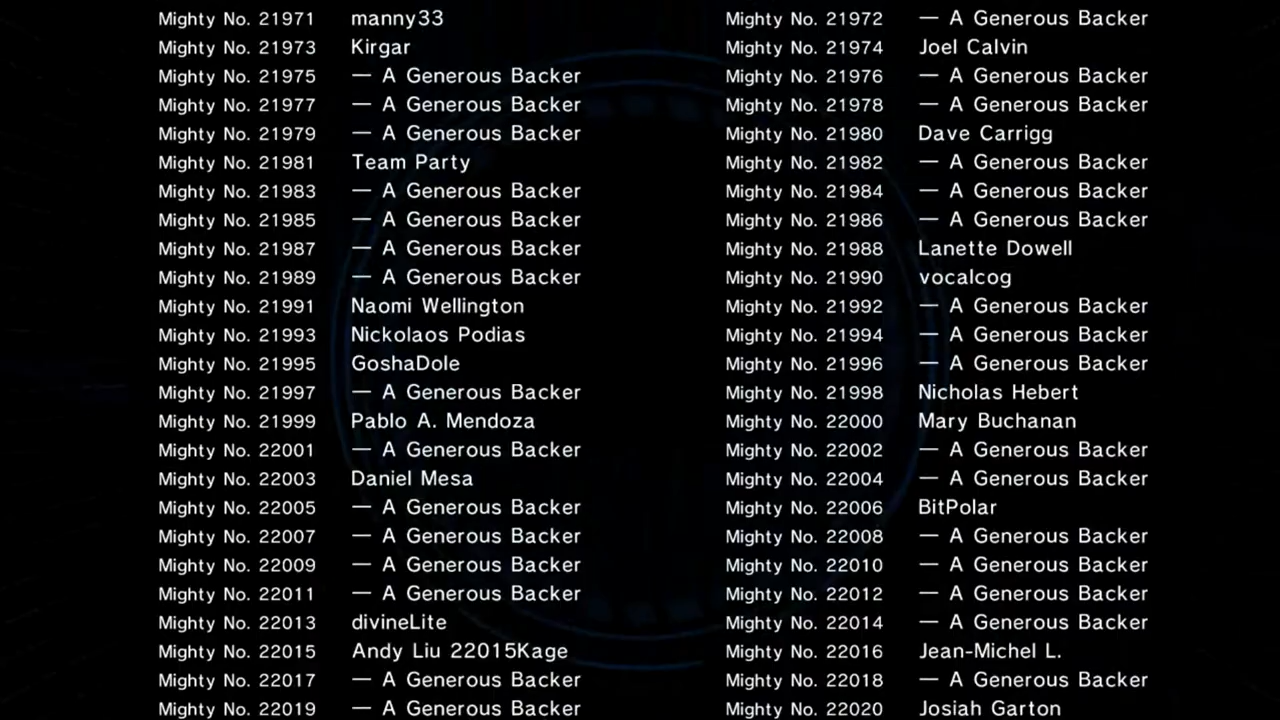 Mighty No. 21971 manny33 Mighty No. 21972 — A Generous Backer
Mighty No. 21973 Kirgar Mighty No. 21974 Joel Calvin
Mighty No. 21975 — A Generous Backer Mighty No. 21976 — A Generous Backer
Mighty No. 21977 — A Generous Backer Mighty No. 21978 — A Generous Backer
Mighty No. 21979 — A Generous Backer Mighty No. 21980 Dave Carrigg
Mighty No. 21981 Team Party Mighty No. 21982 — A Generous Backer
Mighty No. 21983 — A Generous Backer Mighty No. 21984 — A Generous Backer
Mighty No. 21985 — A Generous Backer Mighty No. 21986 — A Generous Backer
Mighty No. 21987 — A Generous Backer Mighty No. 21988 Lanette Dowell
Mighty No. 21989 — A Generous Backer Mighty No. 21990 vocalcog
Mighty No. 21991 Naomi Wellington Mighty No. 21992 — A Generous Backer
Mighty No. 21993 Nickolaos Podias Mighty No. 21994 — A Generous Backer
Mighty No. 21995 GoshaDole Mighty No. 21996 — A Generous Backer
Mighty No. 21997 — A Generous Backer Mighty No. 21998 Nicholas Hebert
Mighty No. 21999 Pablo A. Mendoza Mighty No. 22000 Mary Buchanan
Mighty No. 22001 — A Generous Backer Mighty No. 22002 — A Generous Backer
Mighty No. 22003 Daniel Mesa Mighty No. 22004 — A Generous Backer
Mighty No. 22005 — A Generous Backer Mighty No. 22006 BitPolar
Mighty No. 22007 — A Generous Backer Mighty No. 22008 — A Generous Backer
Mighty No. 22009 — A Generous Backer Mighty No. 22010 — A Generous Backer
Mighty No. 22011 — A Generous Backer Mighty No. 22012 — A Generous Backer
Mighty No. 22013 divineLite Mighty No. 22014 — A Generous Backer
Mighty No. 22015 Andy Liu 22015Kage Mighty No. 22016 Jean-Michel L.
Mighty No. 22017 — A Generous Backer Mighty No. 22018 — A Generous Backer
Mighty No. 22019 — A Generous Backer Mighty No. 22020 Josiah Garton